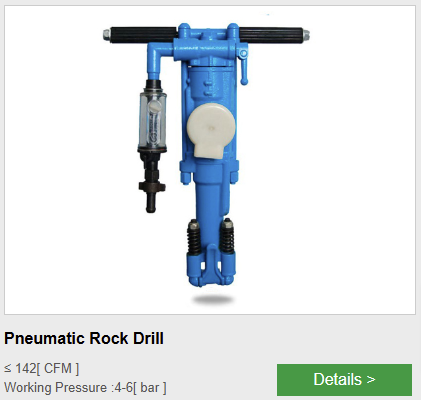 Pneumatic Rock Drill
≤ 142[ CFM ]
Working Pressure :4-6[ bar ]
Details >